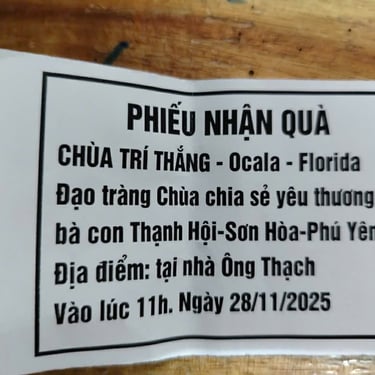 PHIẾU NHẬN QUÀ
CHÙA TRÍ THẮNG - Ocala - Florida
Đạo tràng Chùa chia sẻ yêu thương
bà con Thạnh Hội-Sơn Hòa-Phú Yên
Địa điểm: tại nhà Ông Thạch
Vào lúc 11h. Ngày 28/11/2025